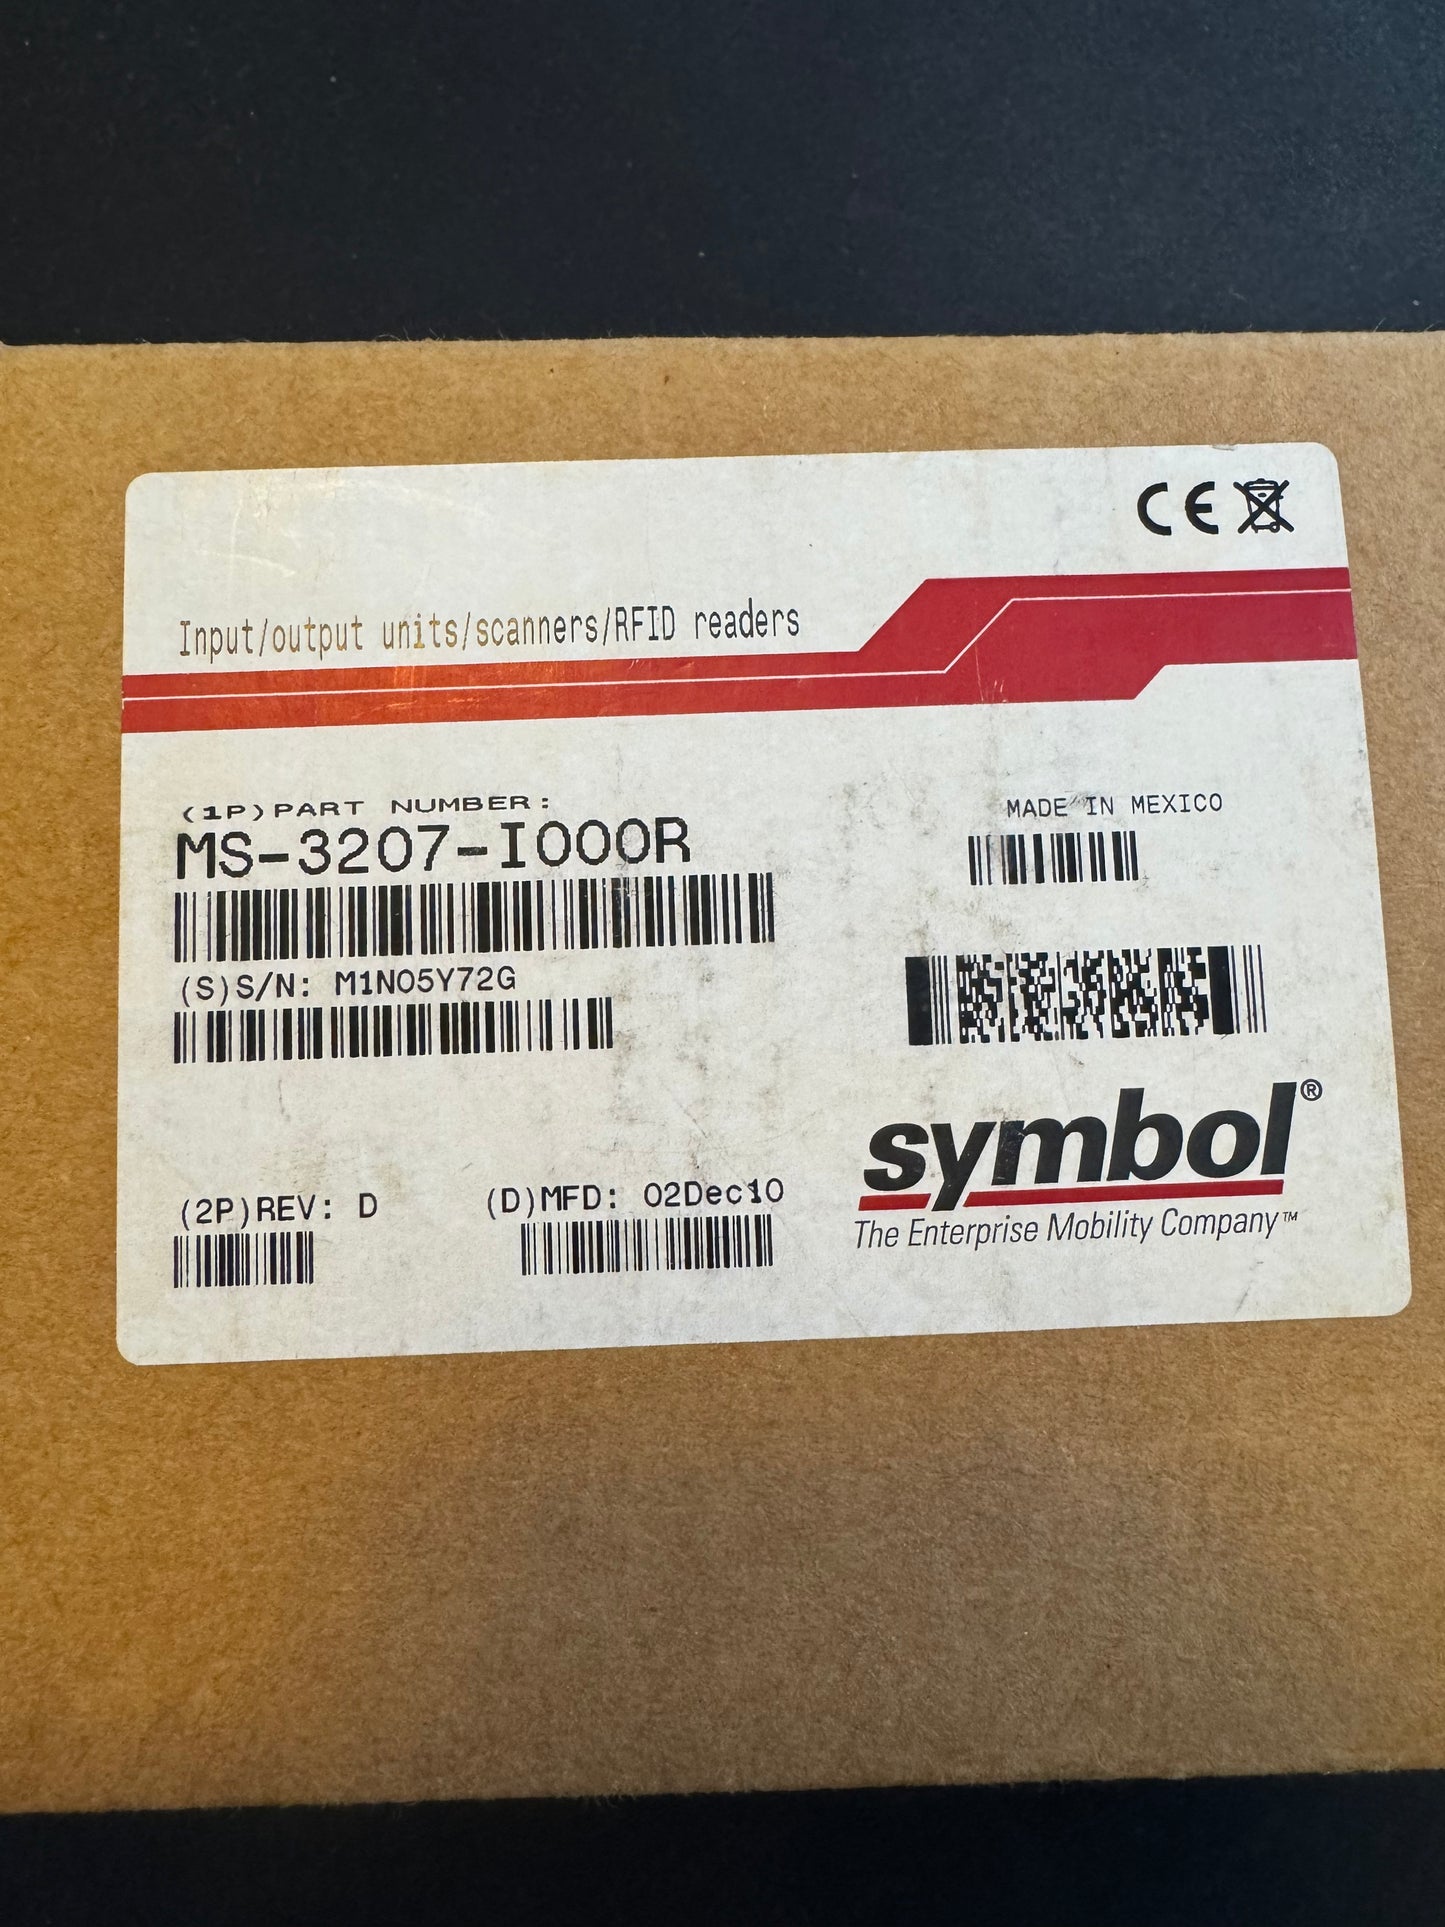 CE
Input/output units/scanners/RFID readers
(1P)PART NUMBER:
MS-3207-I000R
MADE IN MEXICO
(S)S/N: M1N05Y72G
symbol®
The Enterprise Mobility Company™
(2P)REV: D
(D)MFD: 02Dec10